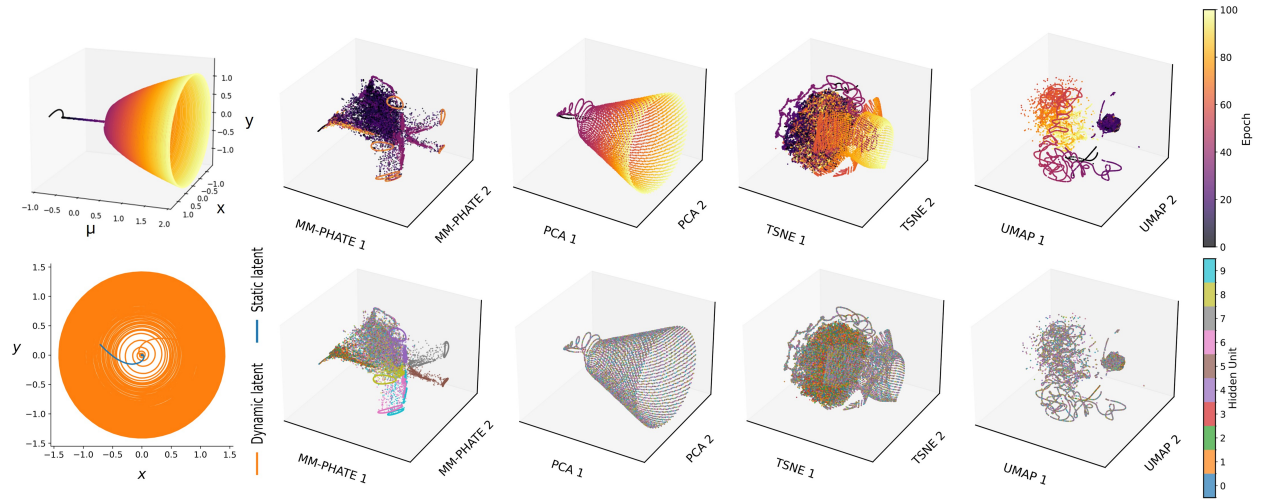 1.0
0.5
0.0
−0.5
−1.0
y
−1.0
−0.5
0.0
0.5
1.0
x
−1.0 −0.5 0.0 0.5 1.0 1.5 2.0
μ
MM-PHATE 1
MM-PHATE 2
PCA 1
PCA 2
TSNE 1
TSNE 2
UMAP 1
UMAP 2
100
80
60
40
20
0
Epoch
1.5
1.0
0.5
0.0
−0.5
−1.0
−1.5
y
−1.5 −1.0 −0.5 0.0 0.5 1.0 1.5
x
Dynamic latent
Static latent
MM-PHATE 1
MM-PHATE 2
PCA 1
PCA 2
TSNE 1
TSNE 2
UMAP 1
UMAP 2
9
8
7
6
5
4
3
2
1
0
Hidden Unit